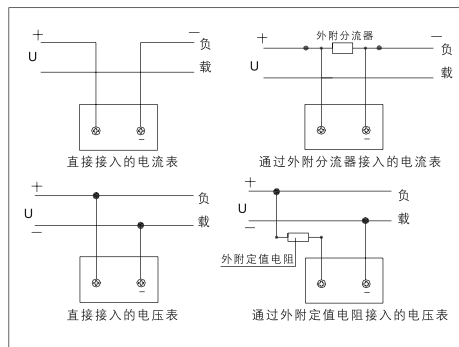 + — 负
U 载
-
直接接入的电流表
外附分流器
+ — 负
U 载
-
通过外附分流器接入的电流表
+ 负
U 载
—
-
直接接入的电压表
+ 负
U 载
—
外附定值电阻
-
通过外附定值电阻接入的电压表